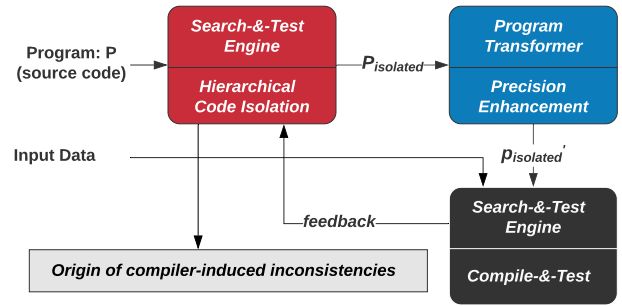 Program: P
(source code)
Search-&-Test
Engine
Hierarchical
Code Isolation
Pisolated
Program
Transformer
Precision
Enhancement
Input Data
pisolated'
feedback
Search-&-Test
Engine
Compile-&-Test
Origin of compiler-induced inconsistencies